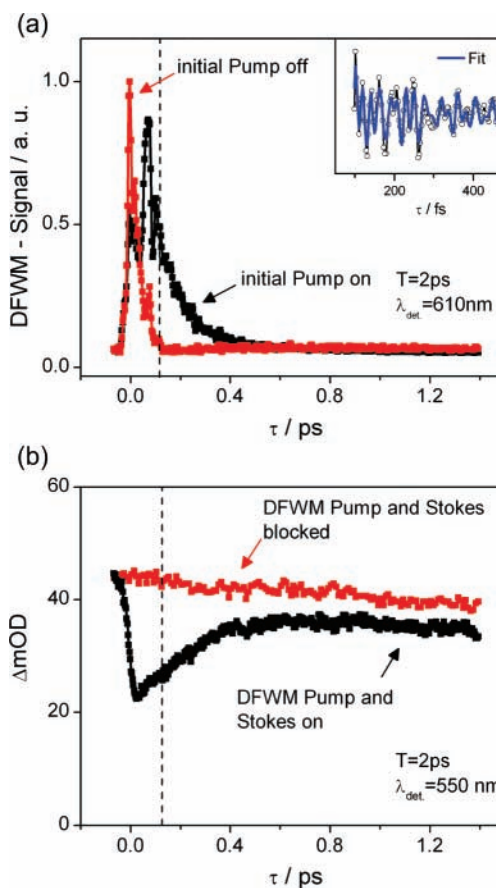 (a)
DFWM - Signal / a. u.
1.0
0.5
0.0
initial Pump off
initial Pump on
Fit
200 400
τ / fs
T=2ps
λdet.=610nm
0.0 0.4 0.8 1.2
τ / ps
(b)
ΔmOD
60
40
20
0
DFWM Pump and Stokes
blocked
DFWM Pump and
Stokes on
T=2ps
λdet.=550 nm
0.0 0.4 0.8 1.2
τ / ps